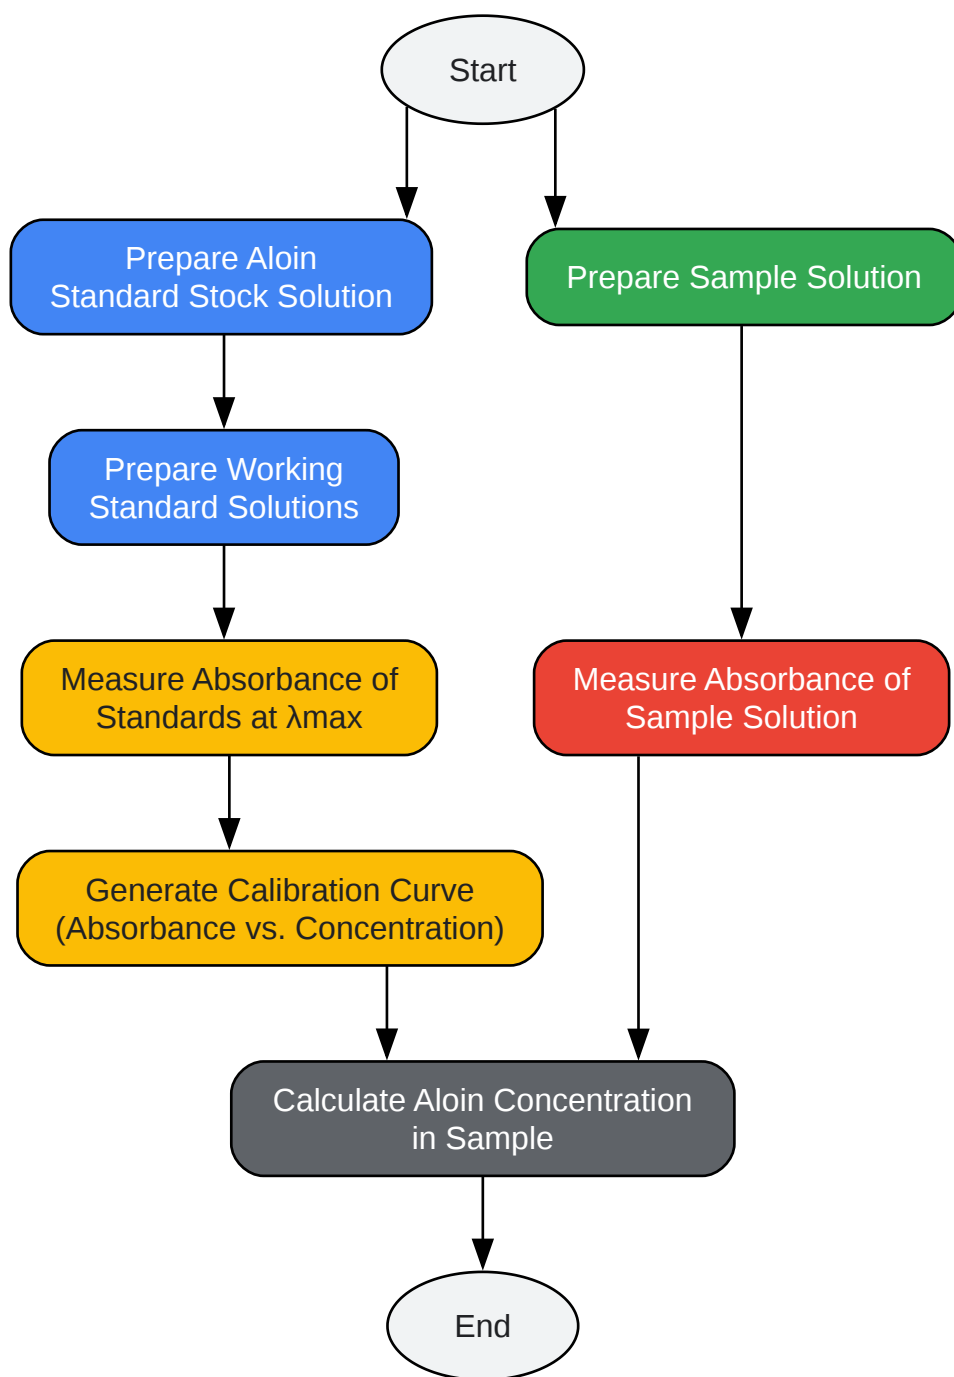 Start
Prepare Aloin
Standard Stock Solution
Prepare Sample Solution
Prepare Working
Standard Solutions
Measure Absorbance of
Standards at λmax
Measure Absorbance of
Sample Solution
Generate Calibration Curve
(Absorbance vs. Concentration)
Calculate Aloin Concentration
in Sample
End